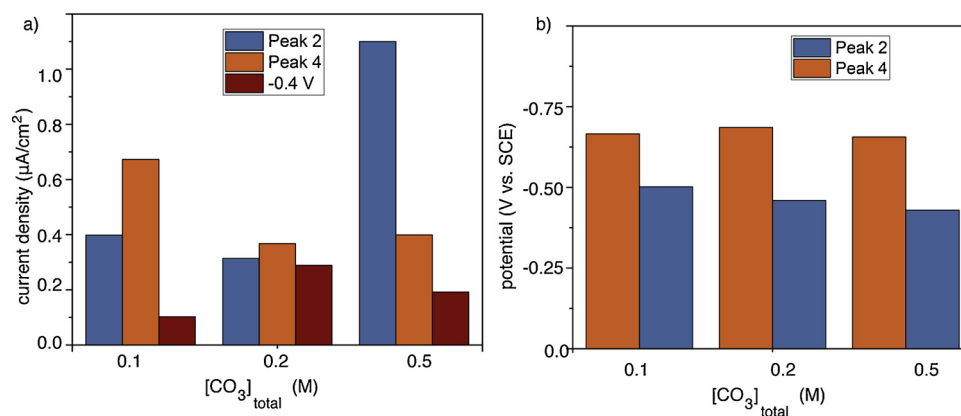 a)
Peak 2
Peak 4
-0.4 V
current density (µA/cm²)
1.0
0.8
0.6
0.4
0.2
0.0
0.1
0.2
0.5
[CO3]total (M)
b)
Peak 2
Peak 4
potential (V vs. SCE)
-0.75
-0.50
-0.25
0.0
0.1
0.2
0.5
[CO3]total (M)